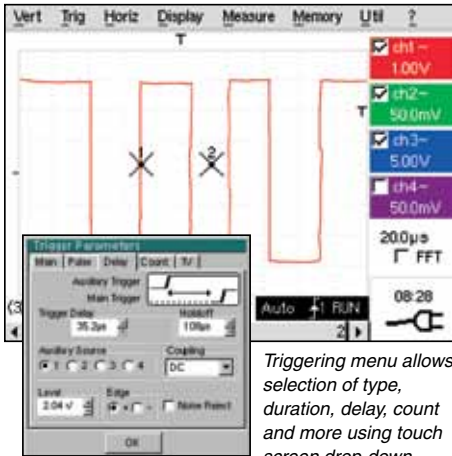 Vert Trig Horiz Display Measure Memory Util ?
T
ch1~
1.00V
ch2~
50.0mV
T
ch3~
5.00V
ch4~
50.0mV
1 2
20.0µs
FFT
Trigger Parameters
Main Pulse Delay Count TV
Auxiliary Trigger
Main Trigger
Trigger Delay Holdoff
35.2µs
Auto 1 RUN
08:28
(3
2
Auxiliary Source Coupling
1 2 3 4 DC
Level Edge
2.04 V + - Noise Reject
OK
Triggering menu allows
selection of type,
duration, delay, count
and more using touch
screen drop-down